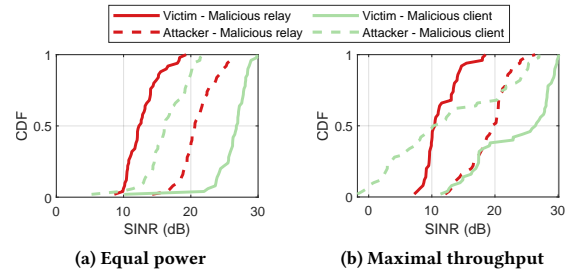 Victim - Malicious relay Victim - Malicious client
Attacker - Malicious relay Attacker - Malicious client
1
0.5
0
CDF
0 10 20 30
SINR (dB)
(a) Equal power
1
0.5
0
CDF
0 10 20 30
SINR (dB)
(b) Maximal throughput